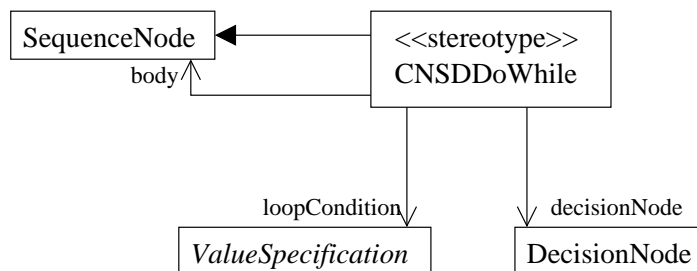 SequenceNode
<<stereotype>>
CNSDDoWhile
body
loopCondition
decisionNode
ValueSpecification
DecisionNode